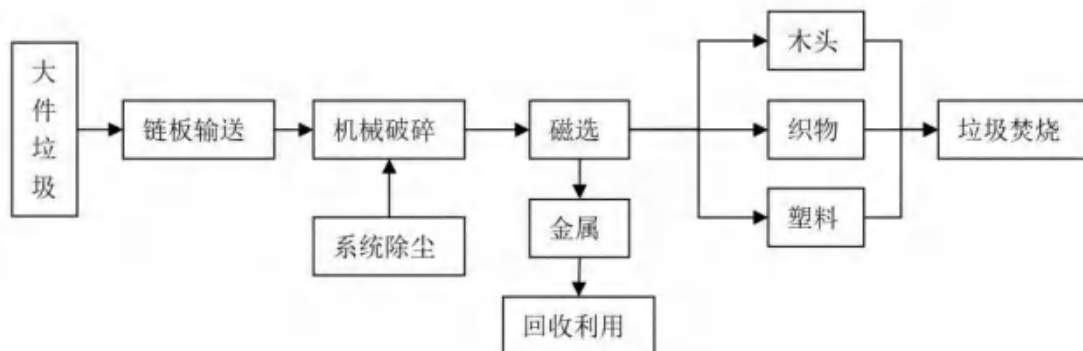 大件垃圾
链板输送
机械破碎
系统除尘
磁选
金属
回收利用
木头
织物
塑料
垃圾焚烧